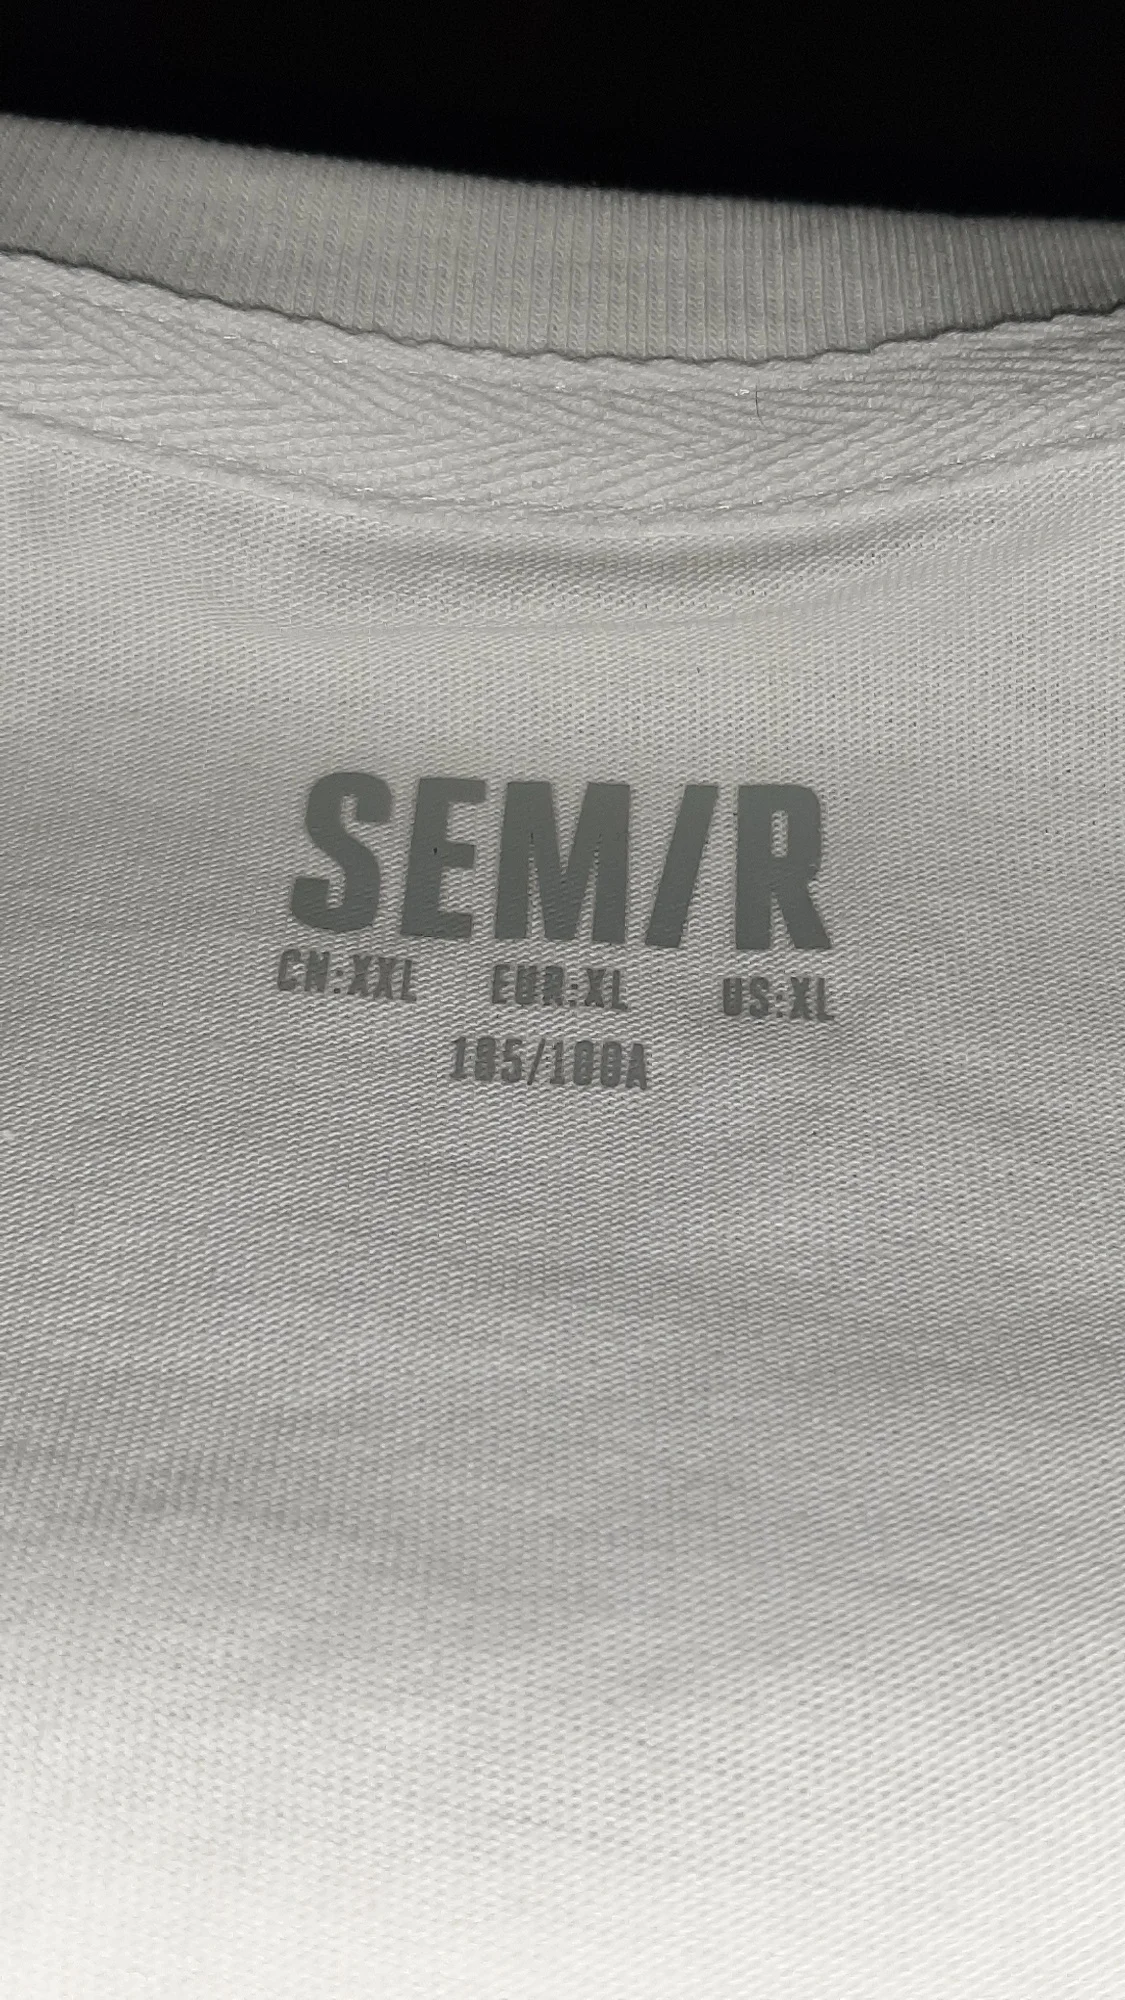 SEM/R
CN:XXL EUR:XL US:XL
185/100A